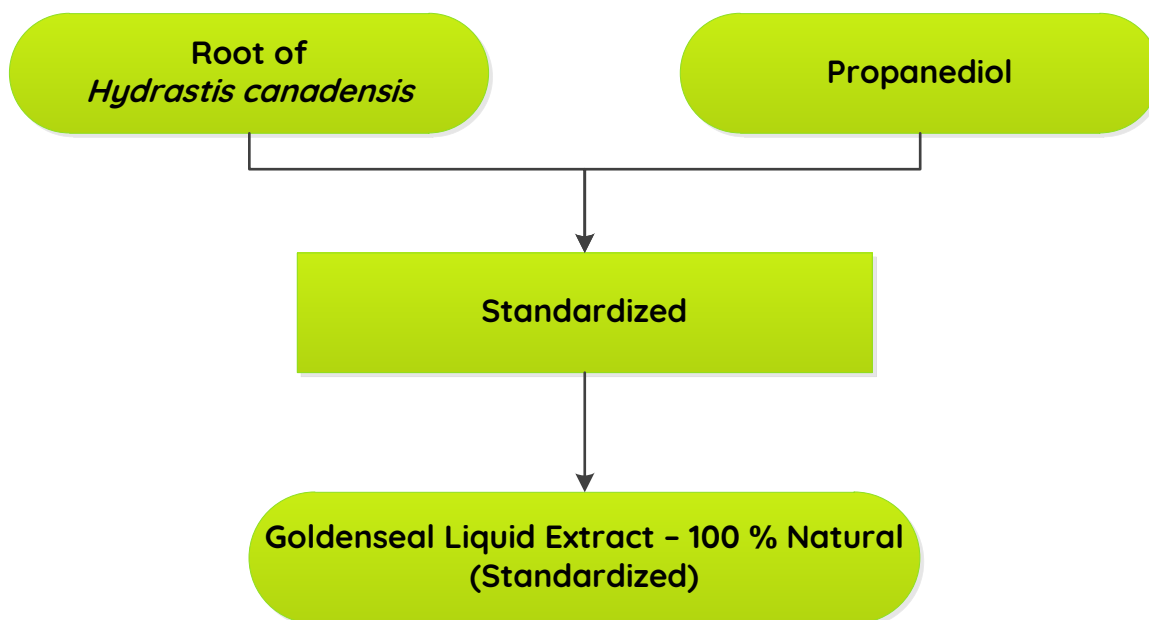 Root of
Hydrastis canadensis
Propanediol
Standardized
Goldenseal Liquid Extract – 100 % Natural
(Standardized)